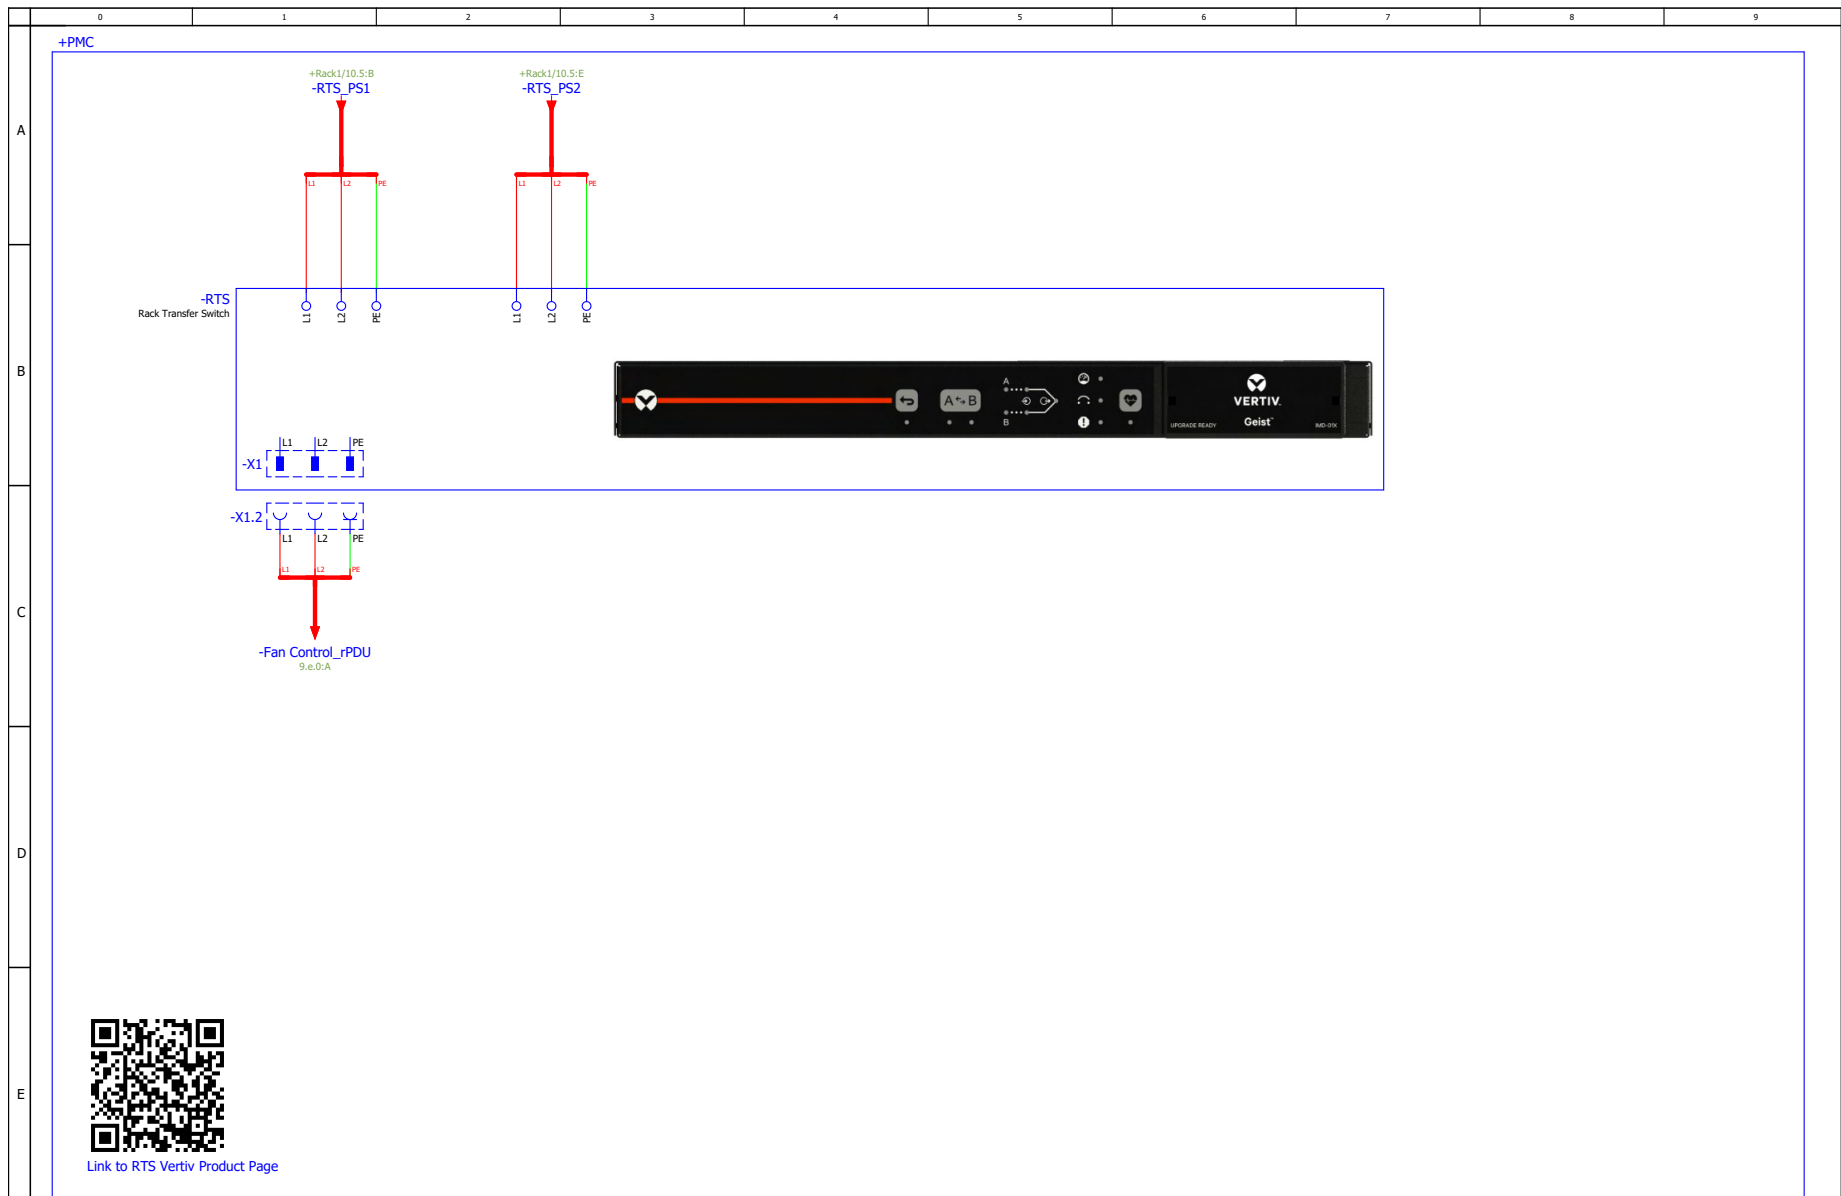 0 1 2 3 4 5 6 7 8 9
+PMC
+Rack1/10.5:B
-RTS_PS1
+Rack1/10.5:E
-RTS_PS2
A
L1 L2 PE
L1 L2 PE
-RTS
Rack Transfer Switch
L1 L2 PE
L1 L2 PE
B
A
B
A B
VERTIV.
Geist™
UPGRADE READY
IMD-01X
L1 L2 PE
-X1
-X1.2
L1 L2 PE
L1 L2 PE
C
-Fan Control_rPDU
9.e.0:A
D
E
Link to RTS Vertiv Product Page